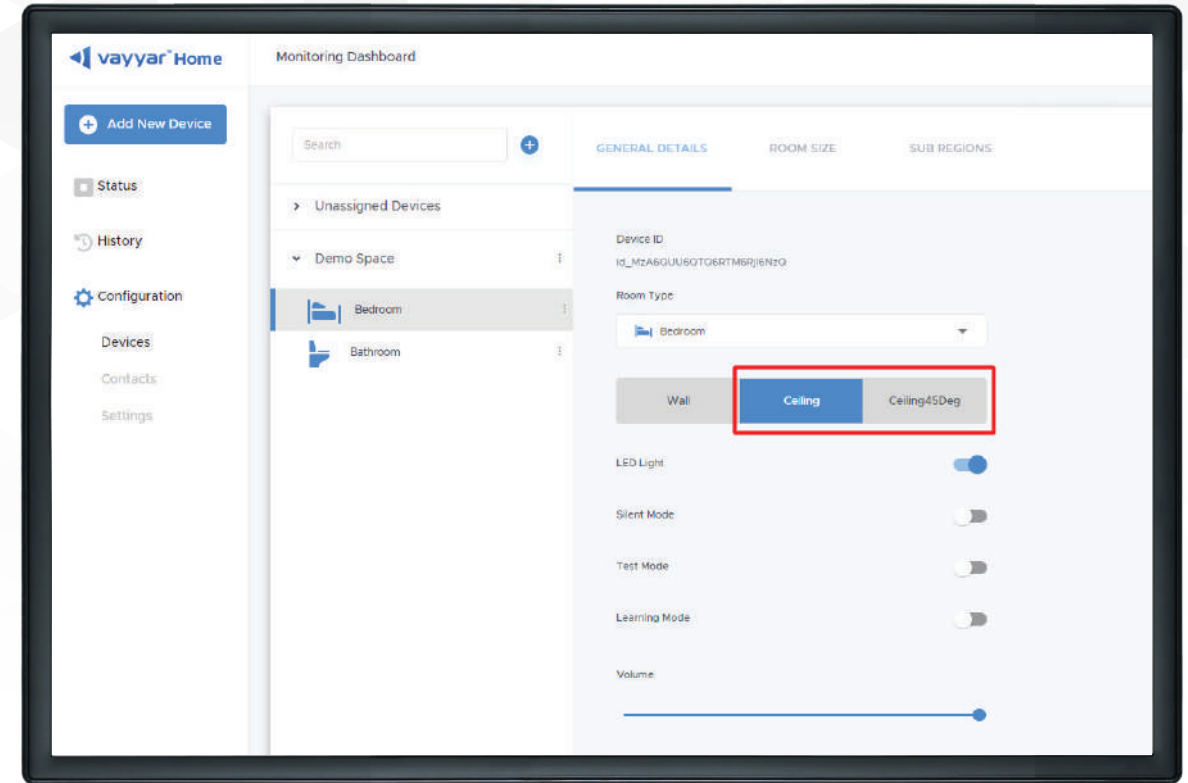 vayyar Home
Monitoring Dashboard
Add New Device
Status
History
Configuration
Devices
Contacts
Settings
Search
Unassigned Devices
Demo Space
Bedroom
Bathroom
GENERAL DETAILS
ROOM SIZE
SUB REGIONS
Device ID
Room Type
Bedroom
Wall
Ceiling
Ceiling45Deg
LED Light
Silent Mode
Test Mode
Learning Mode
Volume